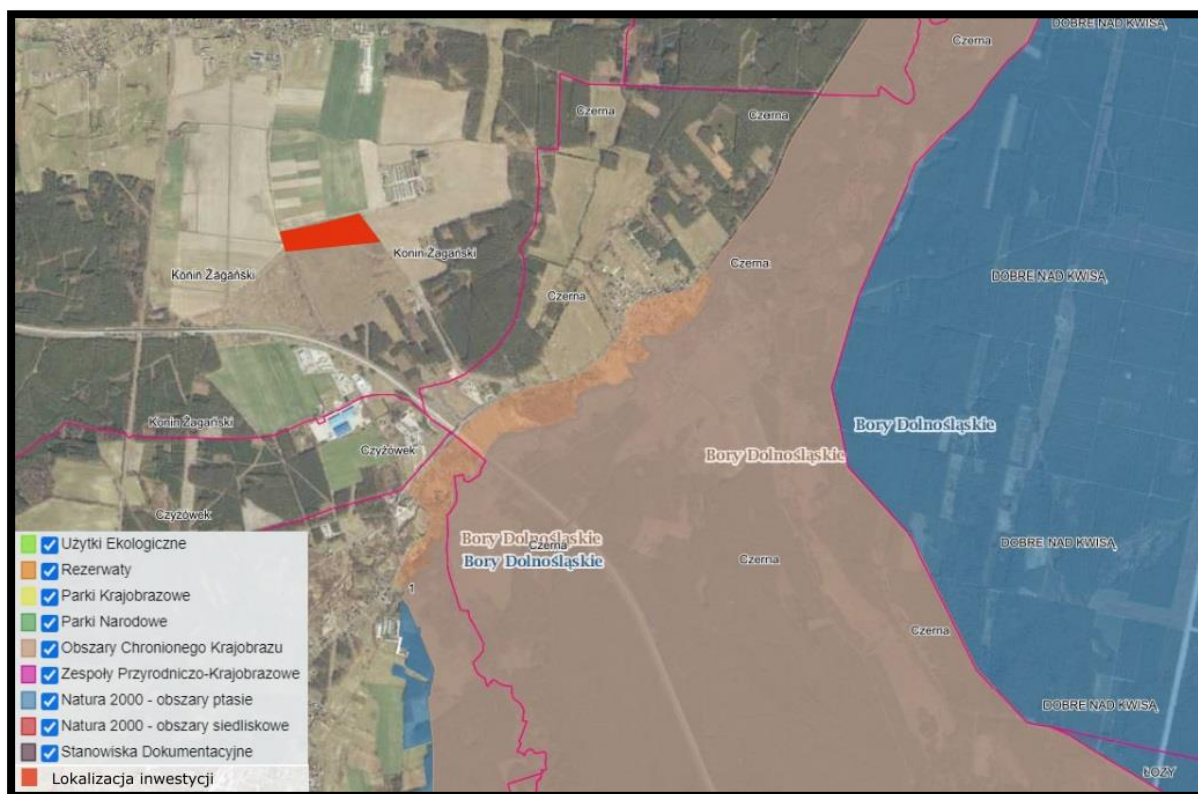 DOBRE NAD KWISĄ
Czerna
Czerna
Czerna
Konin Żagański
Konin Żagański
Czerna
DOBRE NAD KWISĄ
Czerna
Konin Żagański
Czyżówek
Bory Dolnośląskie
Bory Dolnośląskie
Czyżówek
Bory Dolnośląskie
Czerna
Bory Dolnośląskie
Czerna
DOBRE NAD KWISĄ
1
Czerna
DOBRE NAD KWISĄ
ŁOZY
Użytki Ekologiczne
Rezerwaty
Parki Krajobrazowe
Parki Narodowe
Obszary Chronionego Krajobrazu
Zespoły Przyrodniczo-Krajobrazowe
Natura 2000 - obszary ptasie
Natura 2000 - obszary siedliskowe
Stanowiska Dokumentacyjne
Lokalizacja inwestycji